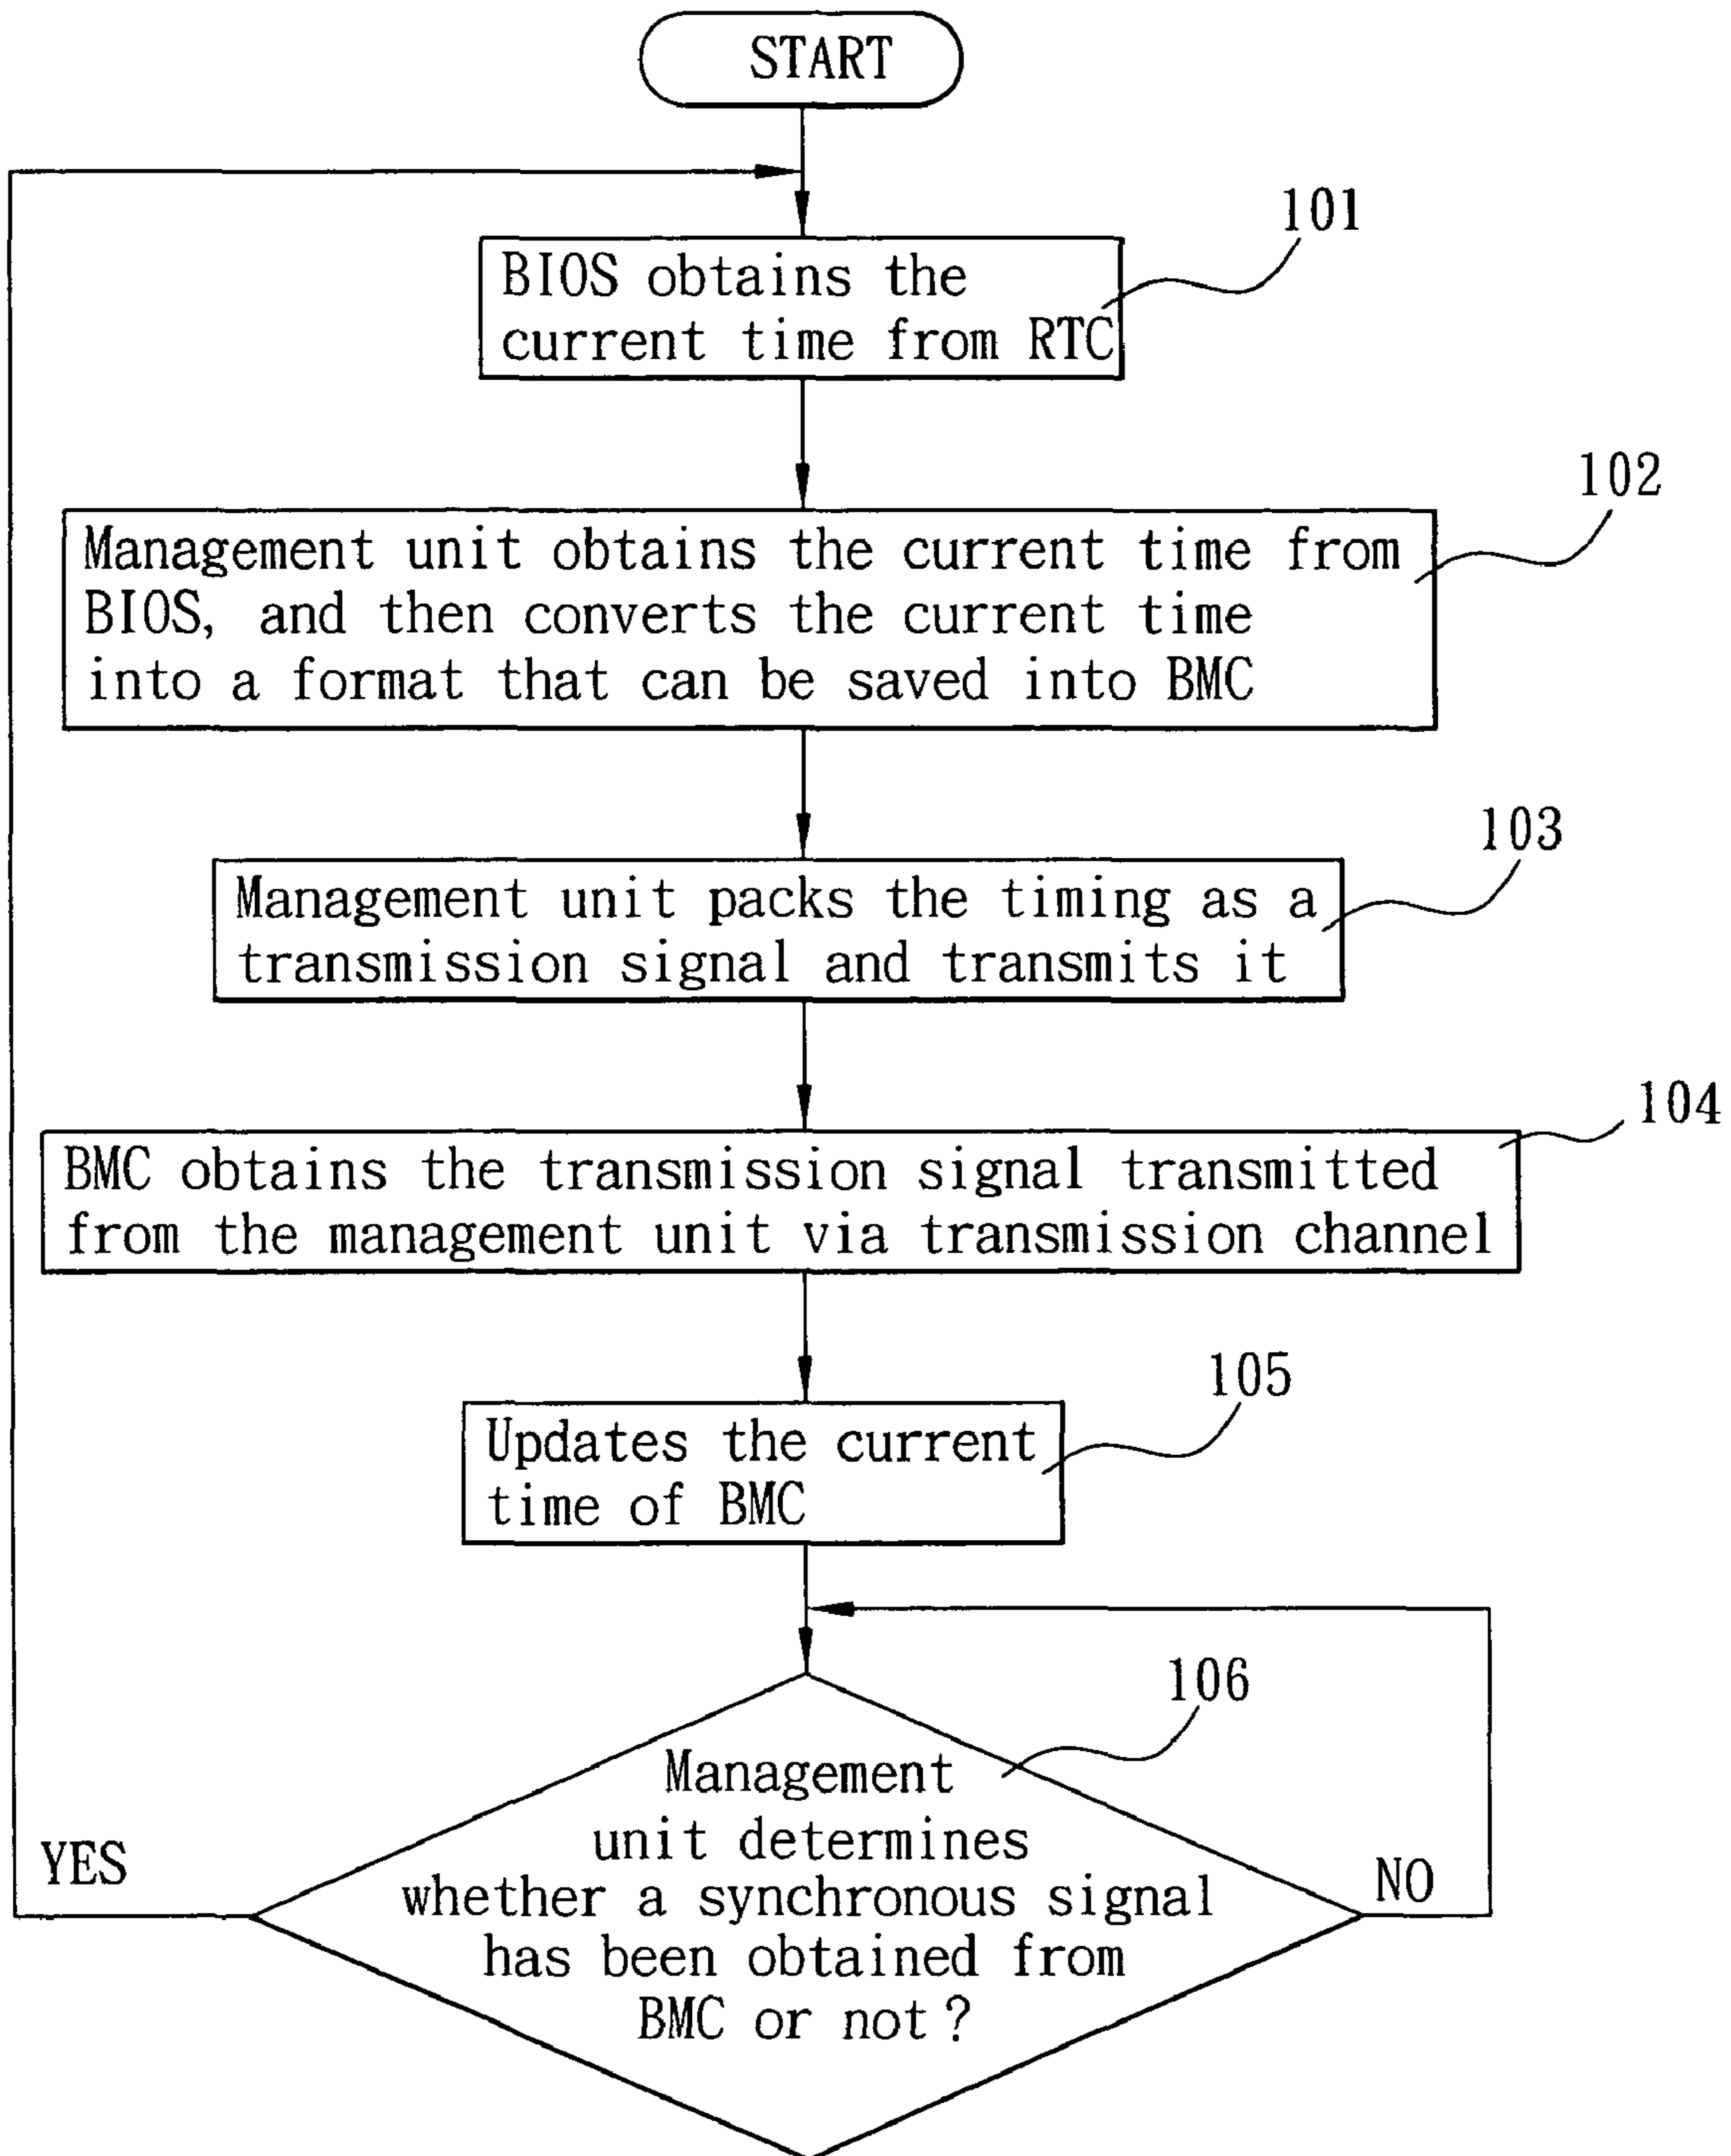 START
101
BIOS obtains the
current time from RTC
102
Management unit obtains the current time from
BIOS, and then converts the current time
into a format that can be saved into BMC
103
Management unit packs the timing as a
transmission signal and transmits it
104
BMC obtains the transmission signal transmitted
from the management unit via transmission channel
105
Updates the current
time of BMC
106
Management
unit determines
whether a synchronous signal
has been obtained from
BMC or not?
YES
NO